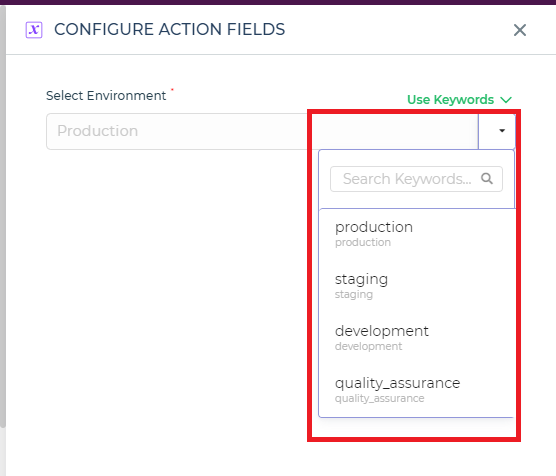 x
CONFIGURE ACTION FIELDS
Select Environment *
Use Keywords
Production
Search Keywords...
production
production
staging
staging
development
development
quality_assurance
quality_assurance